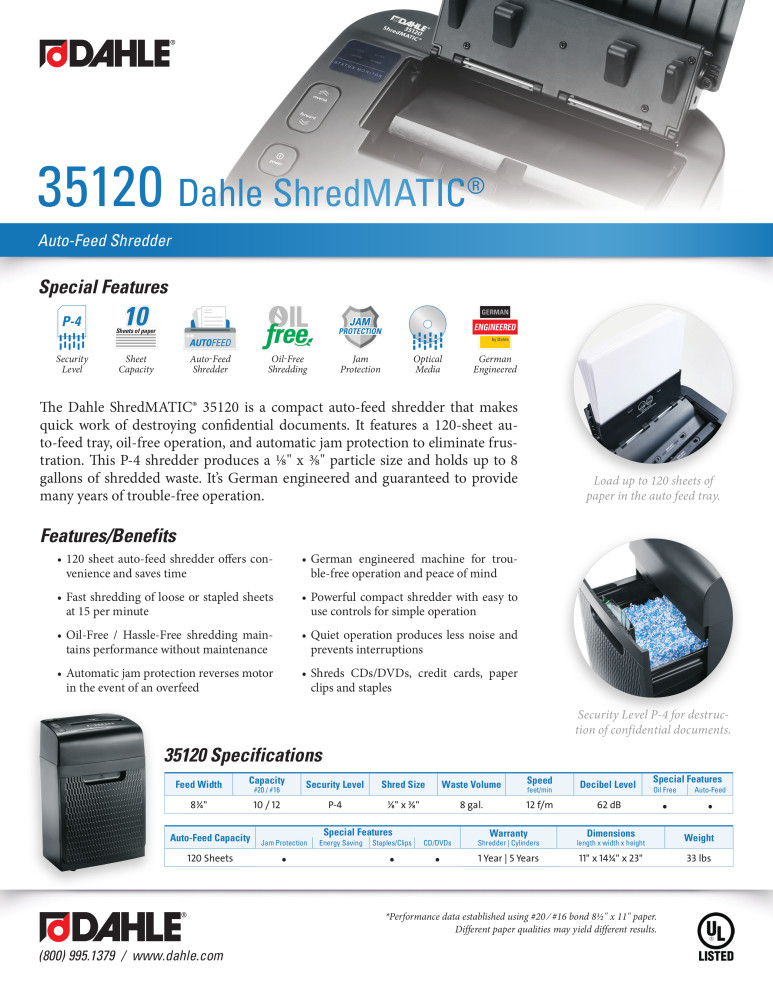 DAHLE®
DAHLE
35120
ShredMATIC®
STATUS MONITOR
reverse
forward
power
35120 Dahle ShredMATIC®
Auto-Feed Shredder
Special Features
P-4
10
Sheets of paper
AUTOFEED
OIL
free
JAM
PROTECTION
GERMAN
ENGINEERED
by Dahle
Security
Level
Sheet
Capacity
Auto-Feed
Shredder
Oil-Free
Shredding
Jam
Protection
Optical
Media
German
Engineered
The Dahle ShredMATIC® 35120 is a compact auto-feed shredder that makes
quick work of destroying confidential documents. It features a 120-sheet au-
to-feed tray, oil-free operation, and automatic jam protection to eliminate frus-
tration. This P-4 shredder produces a ⅛" x ⅜" particle size and holds up to 8
gallons of shredded waste. It's German engineered and guaranteed to provide
many years of trouble-free operation.
Load up to 120 sheets of
paper in the auto feed tray.
Features/Benefits
• 120 sheet auto-feed shredder offers con-
venience and saves time
• Fast shredding of loose or stapled sheets
at 15 per minute
• Oil-Free / Hassle-Free shredding main-
tains performance without maintenance
• Automatic jam protection reverses motor
in the event of an overfeed
• German engineered machine for trou-
ble-free operation and peace of mind
• Powerful compact shredder with easy to
use controls for simple operation
• Quiet operation produces less noise and
prevents interruptions
• Shreds CDs/DVDs, credit cards, paper
clips and staples
Security Level P-4 for destruc-
tion of confidential documents.
35120 Specifications
Feed Width Capacity #20 / #16 Security Level Shred Size Waste Volume Speed feet/min Decibel Level Special Features Oil Free Auto-Feed
8¾" 10 / 12 P-4 ⅛" x ⅜" 8 gal. 12 f/m 62 dB • •
Auto-Feed Capacity Special Features Jam Protection Energy Saving Staples/Clips CD/DVDs Warranty Shredder | Cylinders Dimensions length x width x height Weight
120 Sheets • • • 1 Year | 5 Years 11" x 14¾" x 23" 33 lbs
DAHLE®
(800) 995.1379 / www.dahle.com
*Performance data established using #20 / #16 bond 8½" x 11" paper.
Different paper qualities may yield different results.
UL
LISTED